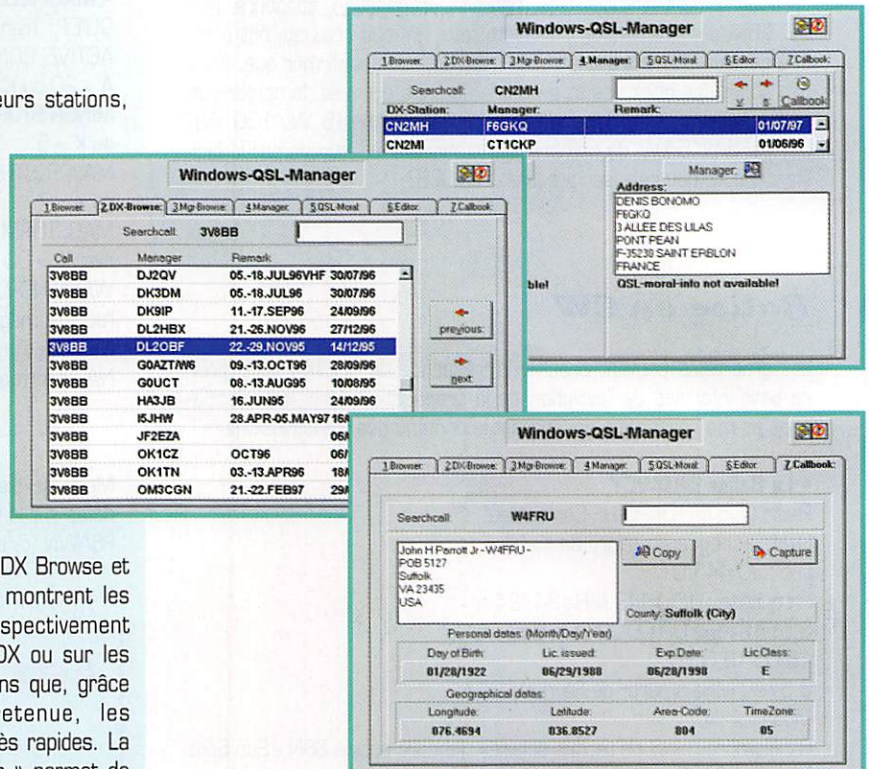 eurs stations,
DX Browse et
montrent les
spectivement
DX ou sur les
ns que, grâce
retenue, les
ès rapides. La
» permet de
Windows-QSL-Manager
1.Browser: 2.DX-Browse: 3.Mgr-Browse: 4.Manager: 5.QSL-Moral: 6.Editor: 7.Callbook:
Searchcall: CN2MH
Callbook
DX-Station: Manager: Remark:
CN2MH F6GKQ 01/07/97
CN2MI CT1CKP 01/06/96
Manager:
Address:
DENIS BONOMO
F6GKQ
3 ALLEE DES LILAS
PONT PEAN
F-35230 SAINT ERBLON
FRANCE
ble! QSL-moral-info not available!
Windows-QSL-Manager
1.Browser: 2.DX-Browse: 3.Mgr-Browse: 4.Manager: 5.QSL-Moral: 6.Editor: 7.Callbook:
Searchcall: 3V8BB
Call Manager Remark
3V8BB DJ2QV 05.-18.JUL96VHF 30/07/96
3V8BB DK3DM 05.-18.JUL96 30/07/96
3V8BB DK9IP 11.-17.SEP96 24/09/96
3V8BB DL2HBX 21.-26.NOV96 27/12/96
3V8BB DL2OBF 22.-29.NOV95 14/12/95
3V8BB G0AZT/W6 09.-13.OCT96 28/09/96
3V8BB G0UCT 08.-13.AUG95 10/08/95
3V8BB HA3JB 16.JUN95 24/09/96
3V8BB I5JHW 28.APR-05.MAY97 16/
3V8BB JF2EZA 06/
3V8BB OK1CZ OCT96 06/
3V8BB OK1TN 03.-13.APR96 18/
3V8BB OM3CGN 21.-22.FEB97 29/
previous:
next:
Windows-QSL-Manager
1.Browser: 2.DX-Browse: 3.Mgr-Browse: 4.Manager: 5.QSL-Moral: 6.Editor: 7.Callbook:
Searchcall: W4FRU
John H Parrott Jr - W4FRU -
POB 5127
Suffolk
VA 23435
USA
Copy Capture
County: Suffolk (City)
Personal dates: (Month/Day/Year)
Day of Birth: Lic. issued: Exp.Date: Lic Class:
01/28/1922 06/29/1988 06/28/1998 E
Geographical dates:
Longitude: Latitude: Area-Code: TimeZone:
076.4694 036.8527 804 05